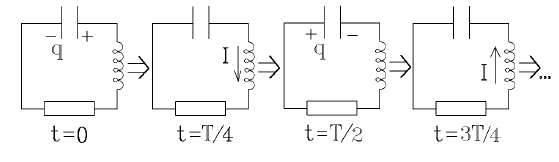 − +
q
I
+ −
q
I
...
t=0
t=T/4
t=T/2
t=3T/4